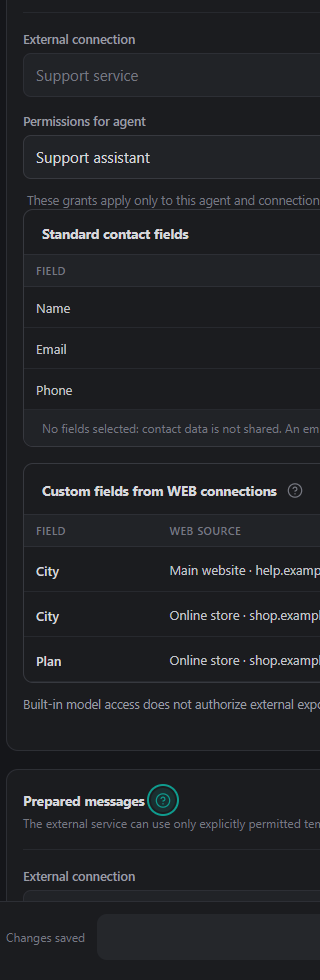 External connection
Support service
Permissions for agent
Support assistant
These grants apply only to this agent and connection
Standard contact fields
FIELD
Name
Email
Phone
No fields selected: contact data is not shared. An em
Custom fields from WEB connections ?
FIELD WEB SOURCE
City Main website · help.examp
City Online store · shop.exampl
Plan Online store · shop.exampl
Built-in model access does not authorize external expo
Prepared messages ?
The external service can use only explicitly permitted tem
External connection
Changes saved